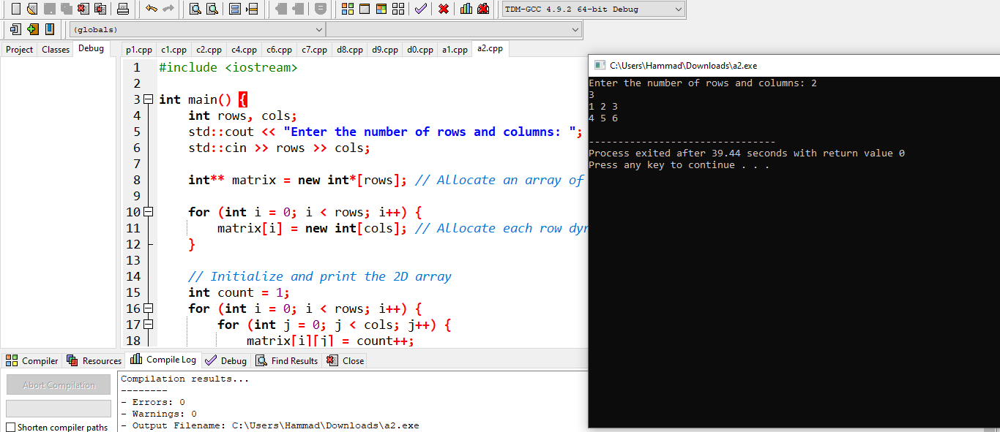 TDM-GCC 4.9.2 64-bit Debug
(globals)
Project Classes Debug
p1.cpp c1.cpp c2.cpp c4.cpp c6.cpp c7.cpp d8.cpp d9.cpp d0.cpp a1.cpp a2.cpp
1 #include <iostream>
2
3 int main() {
4 int rows, cols;
5 std::cout << "Enter the number of rows and columns: ";
6 std::cin >> rows >> cols;
7
8 int** matrix = new int*[rows]; // Allocate an array of
9
10 for (int i = 0; i < rows; i++) {
11 matrix[i] = new int[cols]; // Allocate each row dyn
12 }
13
14 // Initialize and print the 2D array
15 int count = 1;
16 for (int i = 0; i < rows; i++) {
17 for (int j = 0; j < cols; j++) {
18 matrix[i][j] = count++;
C:\Users\Hammad\Downloads\a2.exe
Enter the number of rows and columns: 2
3
1 2 3
4 5 6
--------------------------------
Process exited after 39.44 seconds with return value 0
Press any key to continue . . .
Compiler Resources Compile Log Debug Find Results Close
Abort Compilation
Shorten compiler paths
Compilation results...
--------
- Errors: 0
- Warnings: 0
- Output Filename: C:\Users\Hammad\Downloads\a2.exe